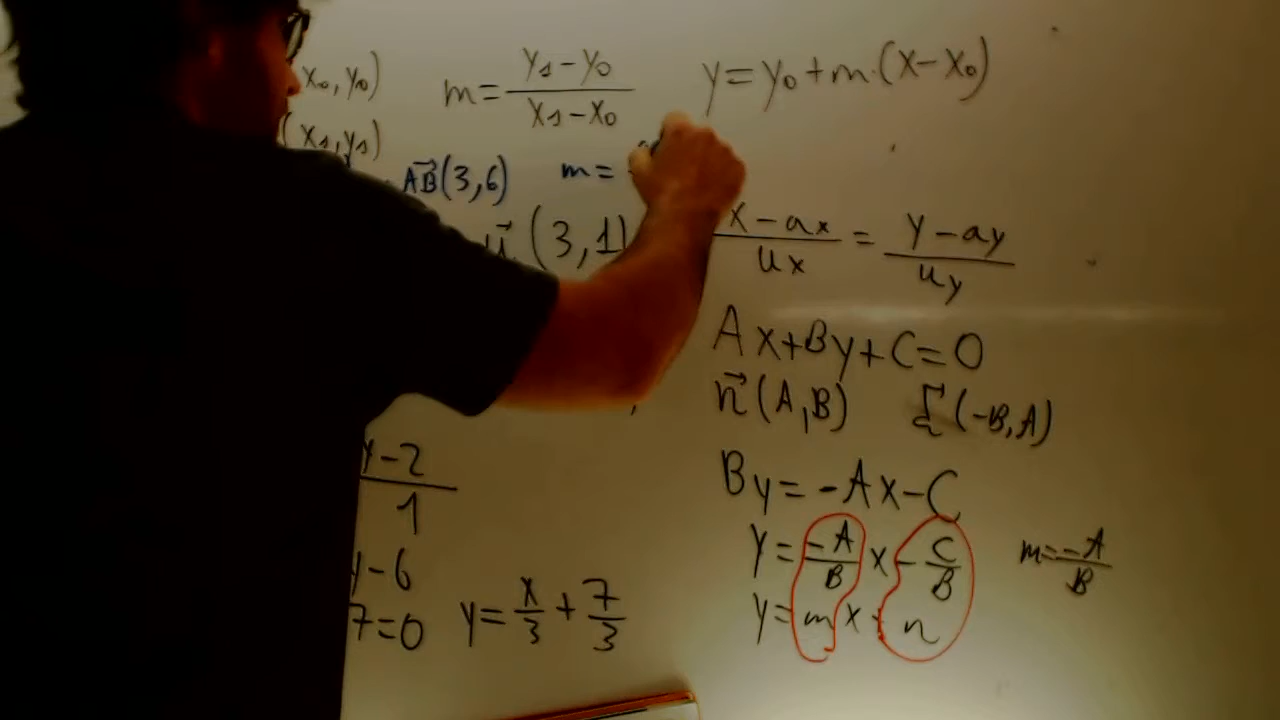 (x₀, y₀)
m = (y₁ - y₀) / (x₁ - x₀)
y = y₀ + m · (x - x₀)
(x₁, y₁)
AB⃗(3,6)
m =
u⃗ (3,1)
(x - ax) / ux = (y - ay) / uy
Ax + By + C = 0
n⃗ (A, B)
(-B, A)
y - 2 / 1
By = -Ax - C
y - 6
y = -A/B x - C/B
m = -A/B
7 = 0
y = x/3 + 7/3
y = m x + n